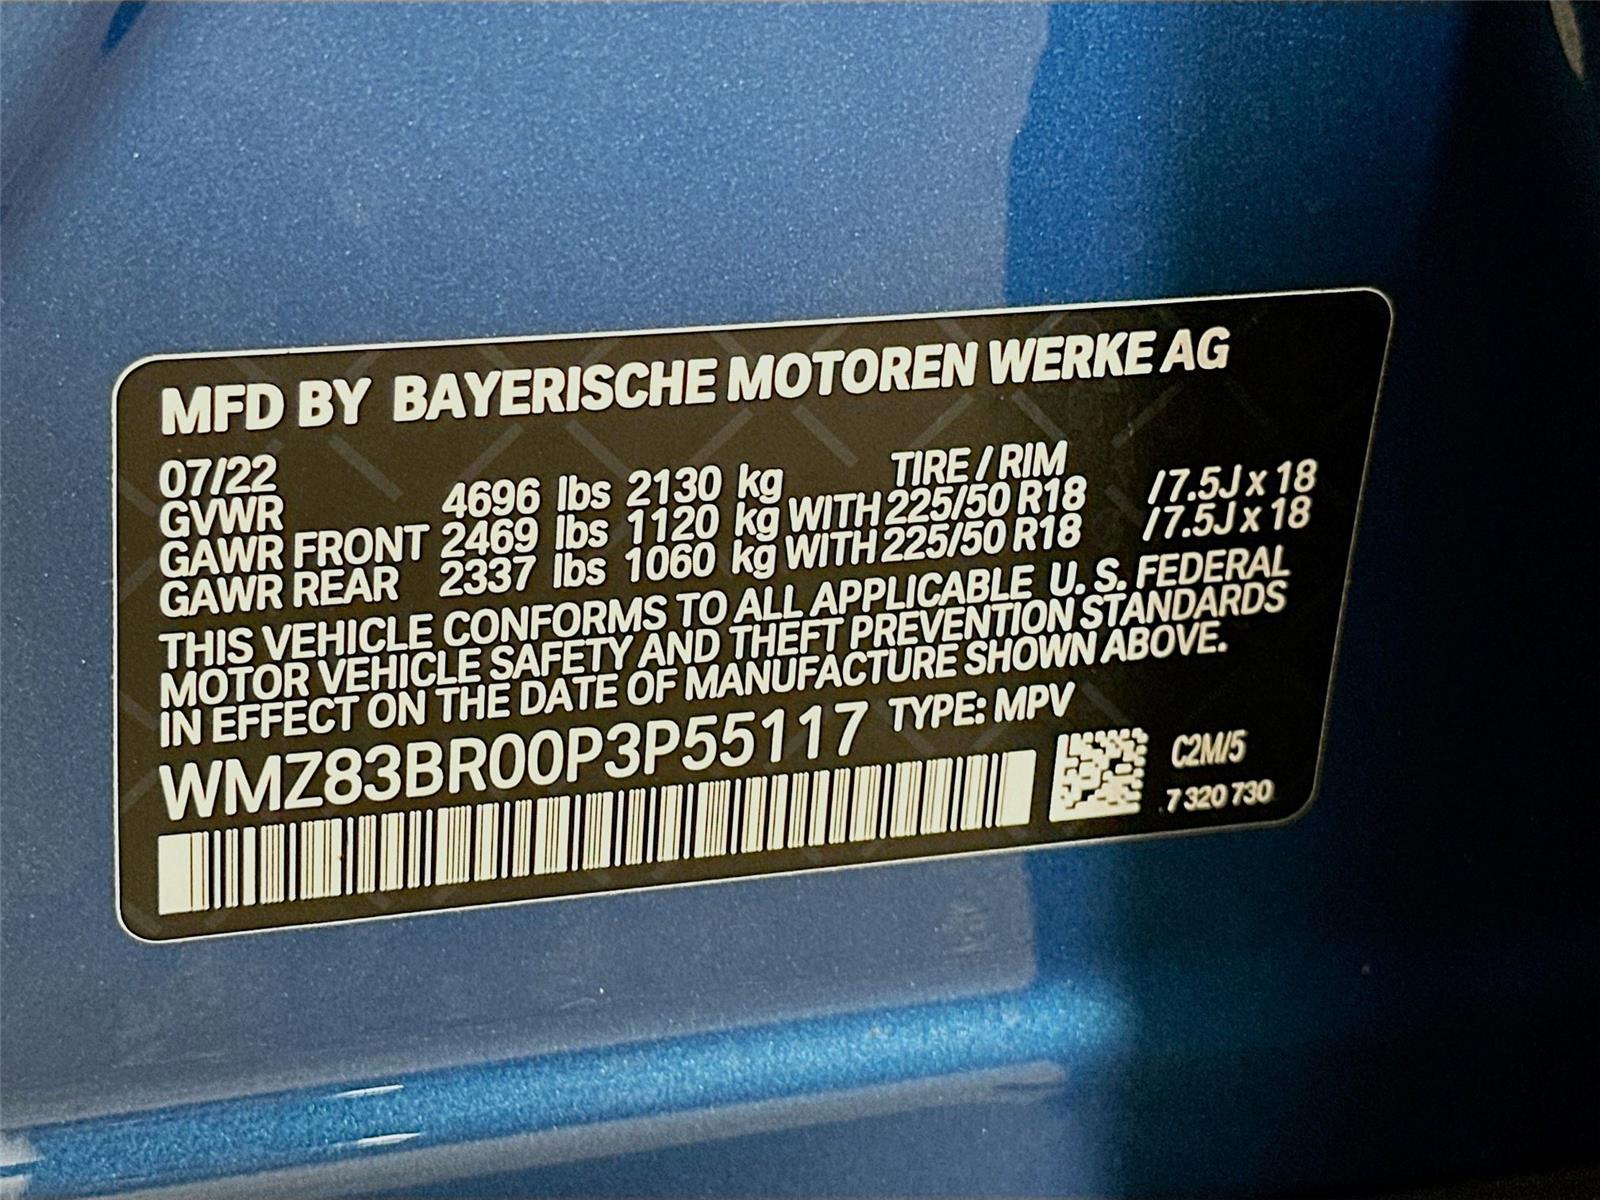 MFD BY BAYERISCHE MOTOREN WERKE AG
07/22 TIRE / RIM
GVWR 4696 lbs 2130 kg
GAWR FRONT 2469 lbs 1120 kg WITH 225/50 R18 /7.5J x 18
GAWR REAR 2337 lbs 1060 kg WITH 225/50 R18 /7.5J x 18
THIS VEHICLE CONFORMS TO ALL APPLICABLE U. S. FEDERAL
MOTOR VEHICLE SAFETY AND THEFT PREVENTION STANDARDS
IN EFFECT ON THE DATE OF MANUFACTURE SHOWN ABOVE.
WMZ83BR00P3P55117 TYPE: MPV
C2M/5
7 320 730